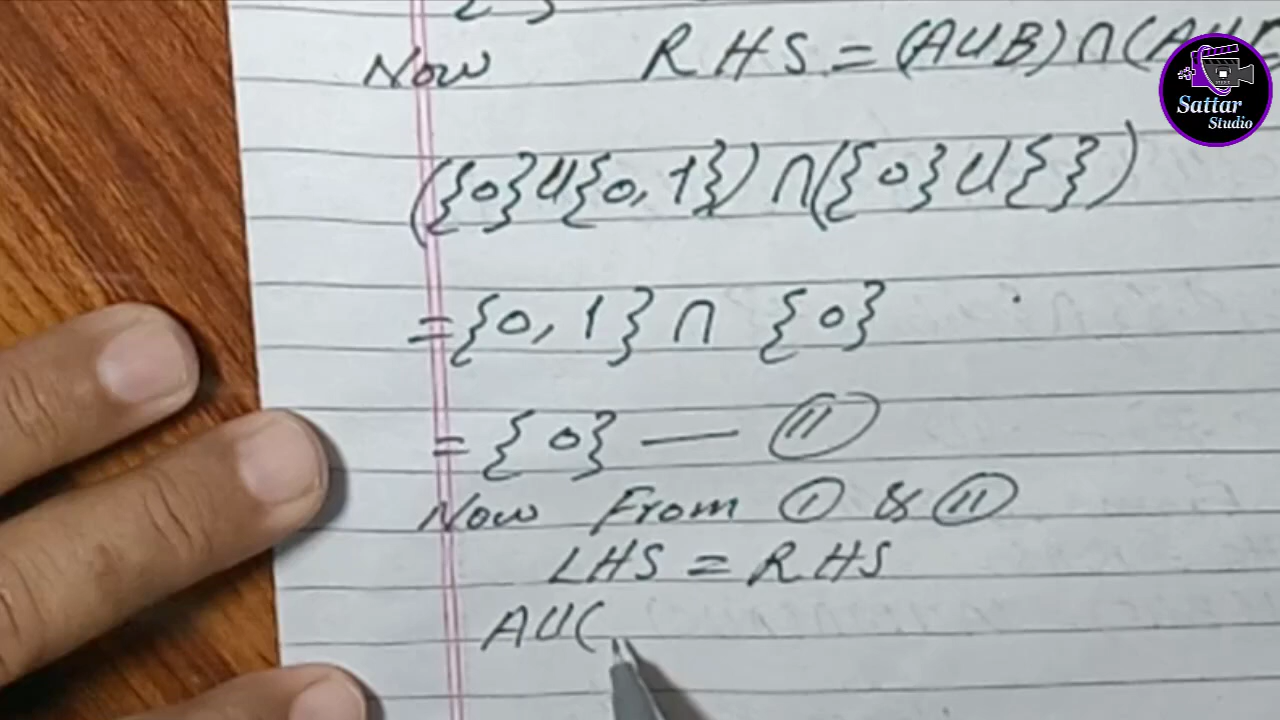 Now RHS = (AUB)∩(AU
Sattar
Studio
({0}U{0,1})∩({0}U{})
={0,1}∩{0}
={0} — II
Now From I & II
LHS = RHS
AU(